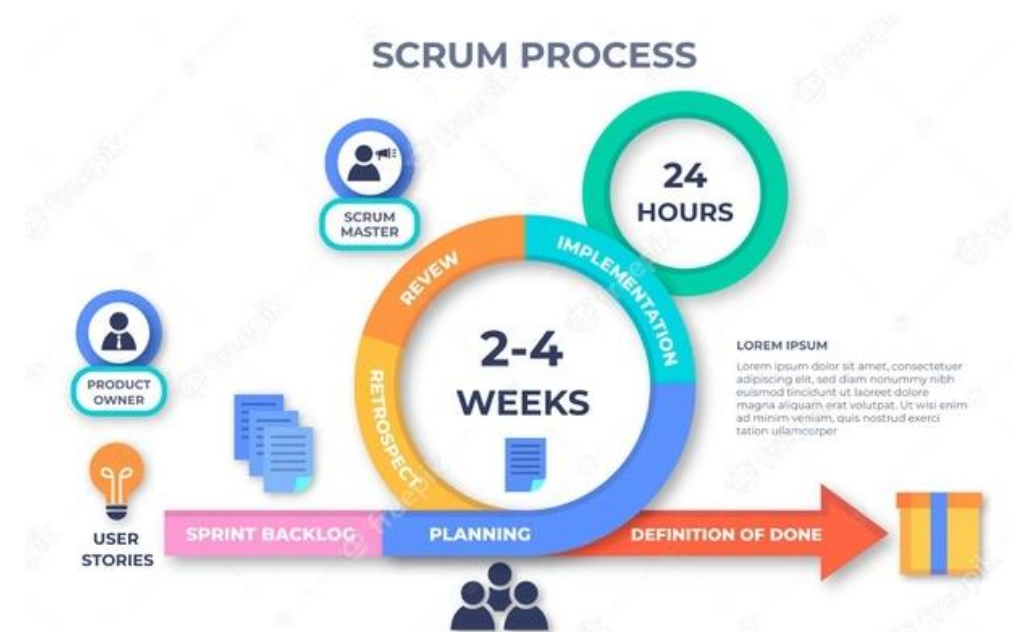 SCRUM PROCESS
24
HOURS
SCRUM
MASTER
REVEW
IMPLEMENTATION
2-4
WEEKS
PRODUCT
OWNER
RETROSPECT
LOREM IPSUM
Lorem ipsum dolor sit amet, consectetuer
adipiscing elit, sed diam nonummy nibh
euismod tincidunt ut laoreet dolore
magna aliquam erat volutpat. Ut wisi enim
ad minim veniam, quis nostrud exerci
tation ullamcorper
USER
STORIES
SPRINT BACKLOG
PLANNING
DEFINITION OF DONE